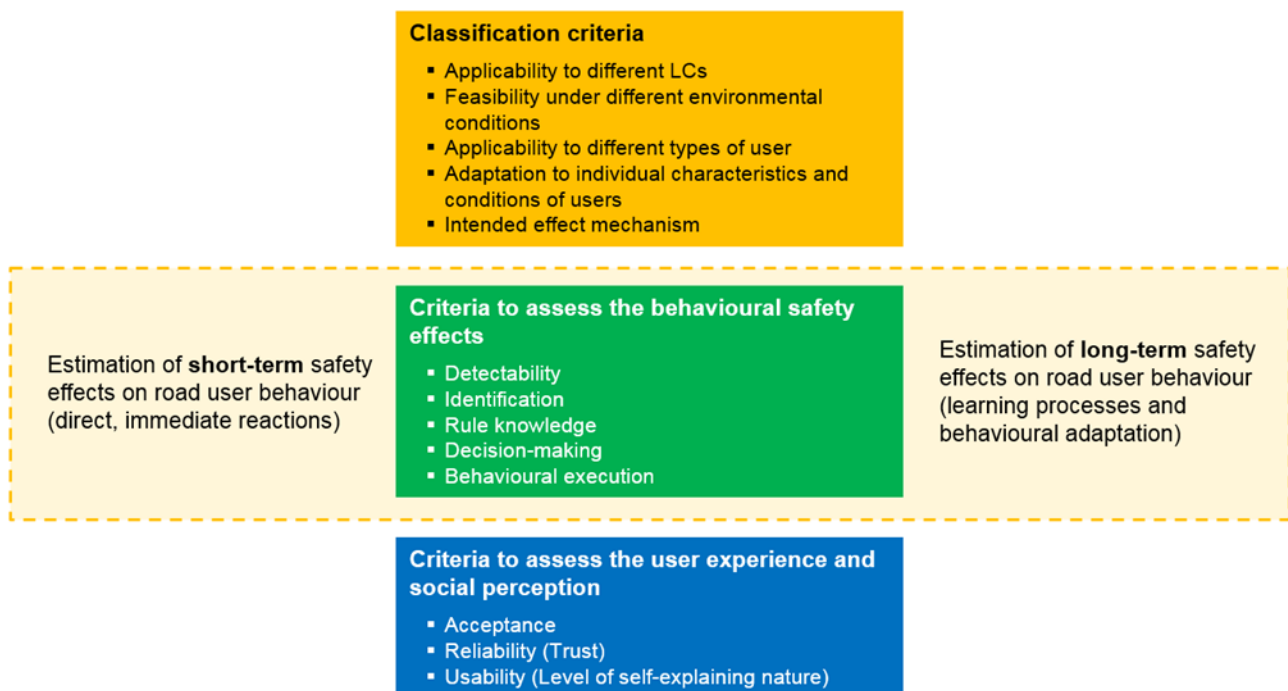 Classification criteria
▪ Applicability to different LCs
▪ Feasibility under different environmental
conditions
▪ Applicability to different types of user
▪ Adaptation to individual characteristics and
conditions of users
▪ Intended effect mechanism
Estimation of short-term safety
effects on road user behaviour
(direct, immediate reactions)
Criteria to assess the behavioural safety
effects
▪ Detectability
▪ Identification
▪ Rule knowledge
▪ Decision-making
▪ Behavioural execution
Estimation of long-term safety
effects on road user behaviour
(learning processes and
behavioural adaptation)
Criteria to assess the user experience and
social perception
▪ Acceptance
▪ Reliability (Trust)
▪ Usability (Level of self-explaining nature)